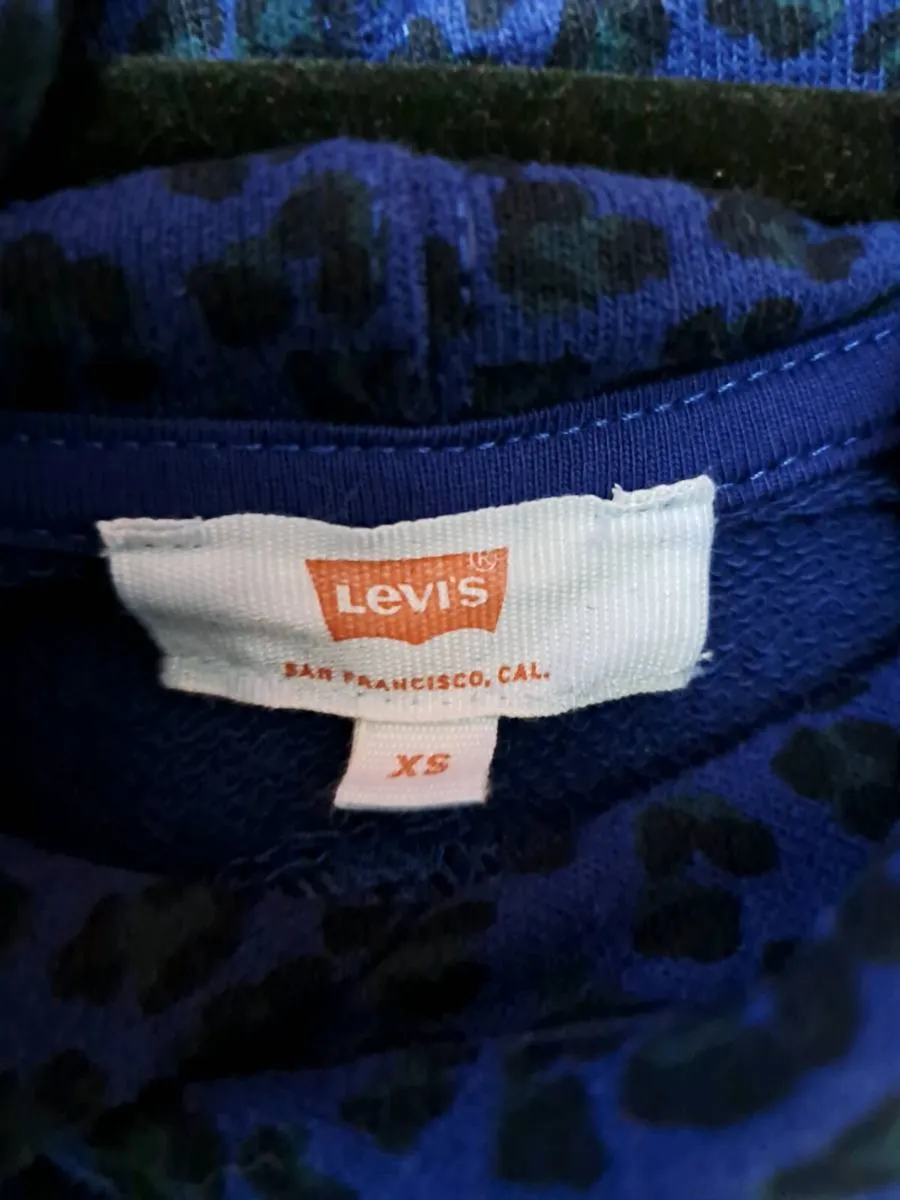 Levi's®
SAN FRANCISCO, CAL.
XS